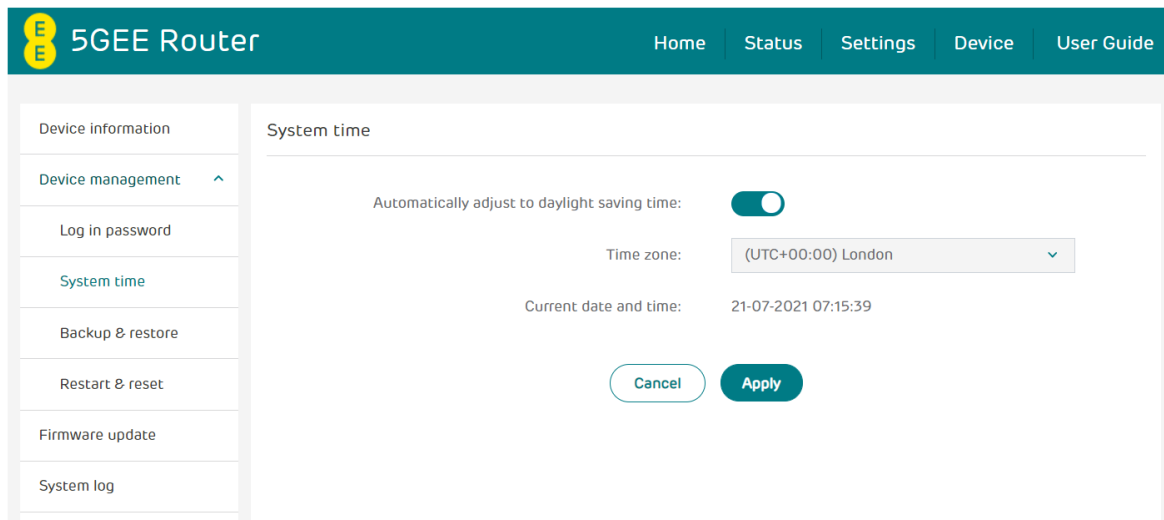 E
E
5GEE Router
Home
Status
Settings
Device
User Guide
Device information
Device management
Log in password
System time
Backup & restore
Restart & reset
Firmware update
System log
System time
Automatically adjust to daylight saving time:
Time zone:
(UTC+00:00) London
Current date and time:
21-07-2021 07:15:39
Cancel
Apply